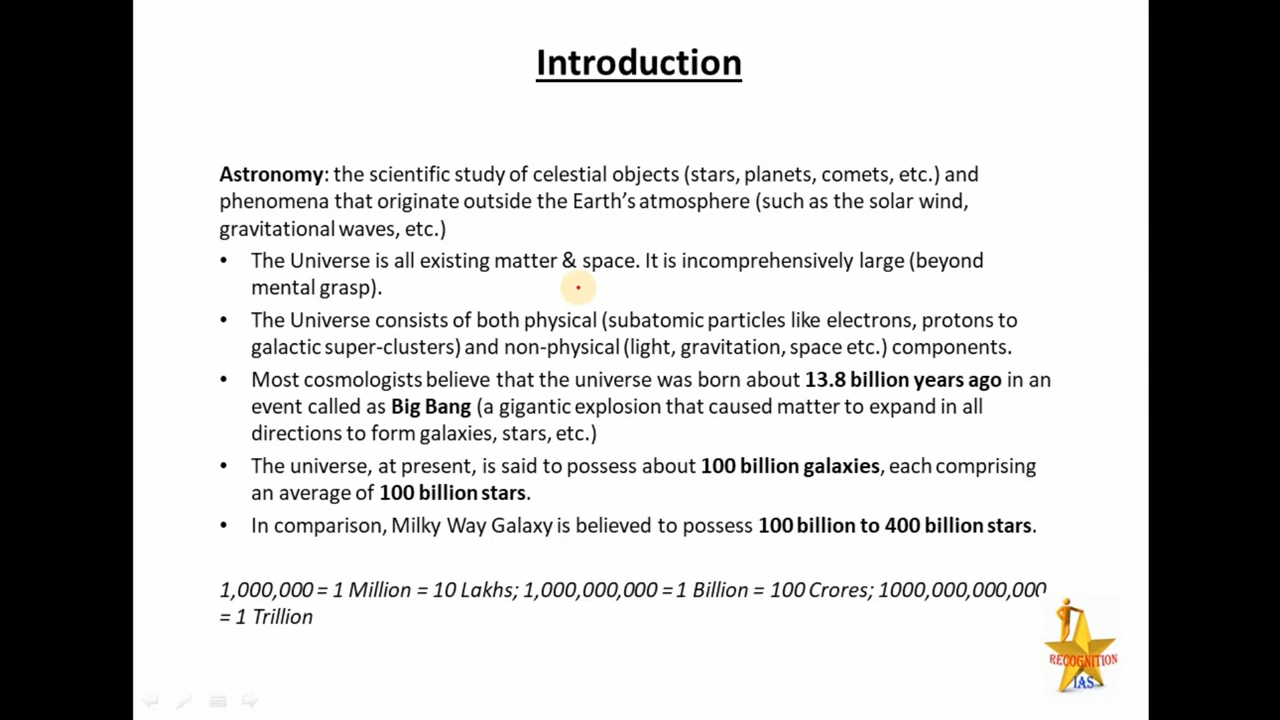 Introduction
Astronomy: the scientific study of celestial objects (stars, planets, comets, etc.) and
phenomena that originate outside the Earth’s atmosphere (such as the solar wind,
gravitational waves, etc.)
• The Universe is all existing matter & space. It is incomprehensively large (beyond
mental grasp).
• The Universe consists of both physical (subatomic particles like electrons, protons to
galactic super-clusters) and non-physical (light, gravitation, space etc.) components.
• Most cosmologists believe that the universe was born about 13.8 billion years ago in an
event called as Big Bang (a gigantic explosion that caused matter to expand in all
directions to form galaxies, stars, etc.)
• The universe, at present, is said to possess about 100 billion galaxies, each comprising
an average of 100 billion stars.
• In comparison, Milky Way Galaxy is believed to possess 100 billion to 400 billion stars.
1,000,000 = 1 Million = 10 Lakhs; 1,000,000,000 = 1 Billion = 100 Crores; 1000,000,000,000
= 1 Trillion
RECOGNITION
IAS